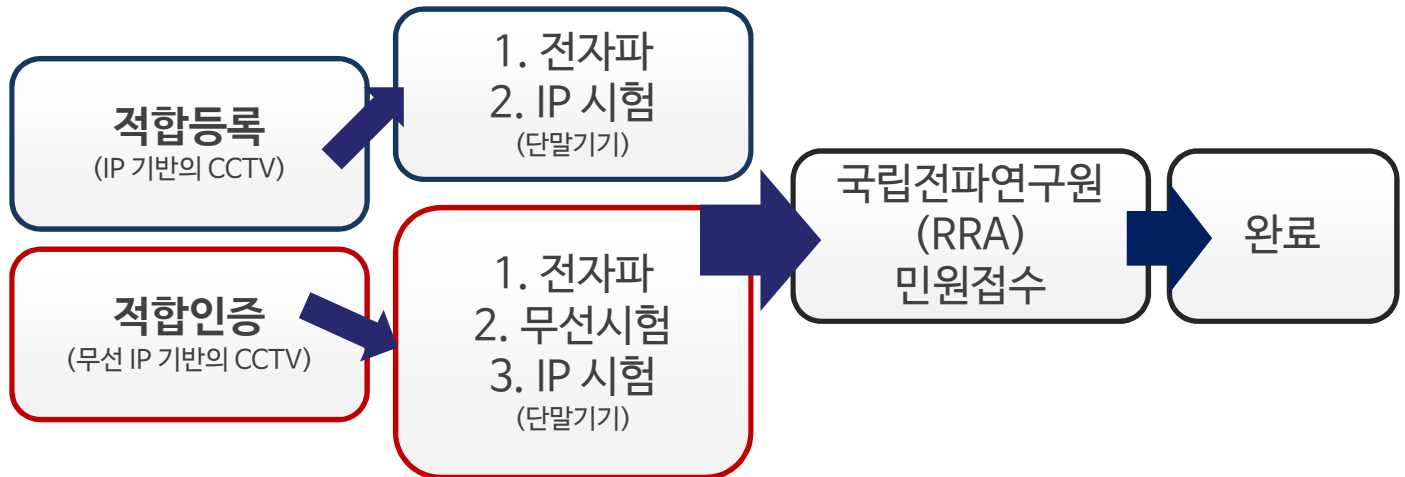 적합등록
(IP 기반의 CCTV)
1. 전자파
2. IP 시험
(단말기기)
적합인증
(무선 IP 기반의 CCTV)
1. 전자파
2. 무선시험
3. IP 시험
(단말기기)
국립전파연구원
(RRA)
민원접수
완료